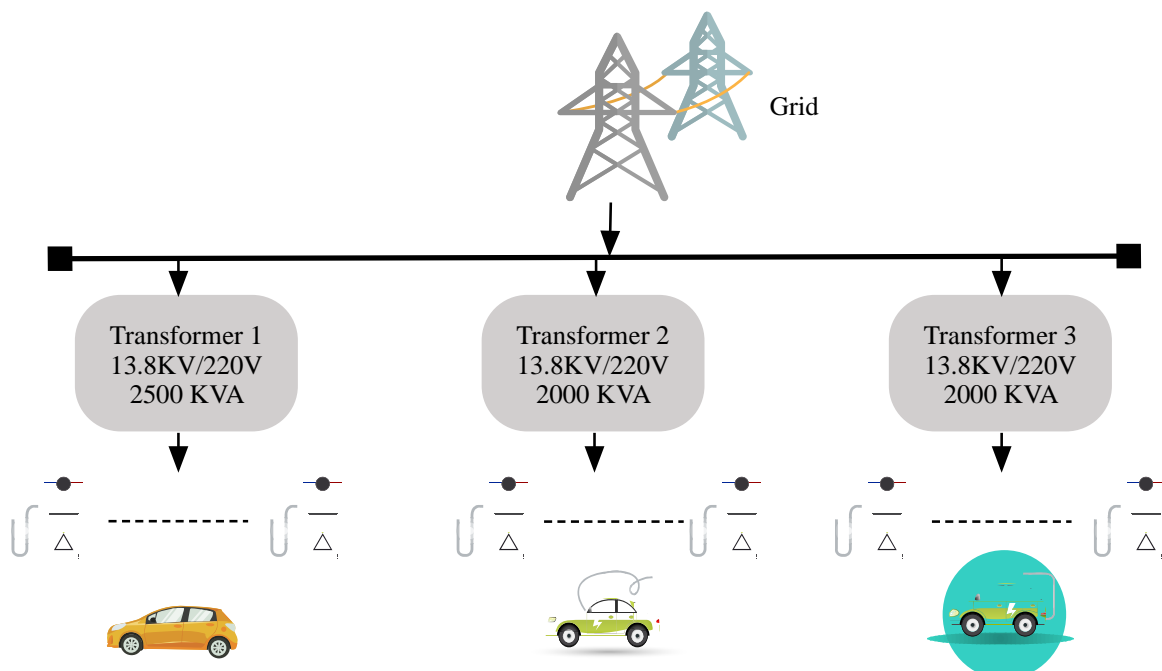 Grid
Transformer 1
13.8KV/220V
2500 KVA
Transformer 2
13.8KV/220V
2000 KVA
Transformer 3
13.8KV/220V
2000 KVA